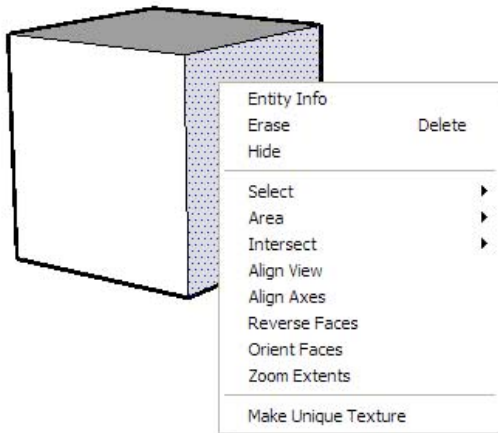 Entity Info
Erase Delete
Hide
Select
Area
Intersect
Align View
Align Axes
Reverse Faces
Orient Faces
Zoom Extents
Make Unique Texture